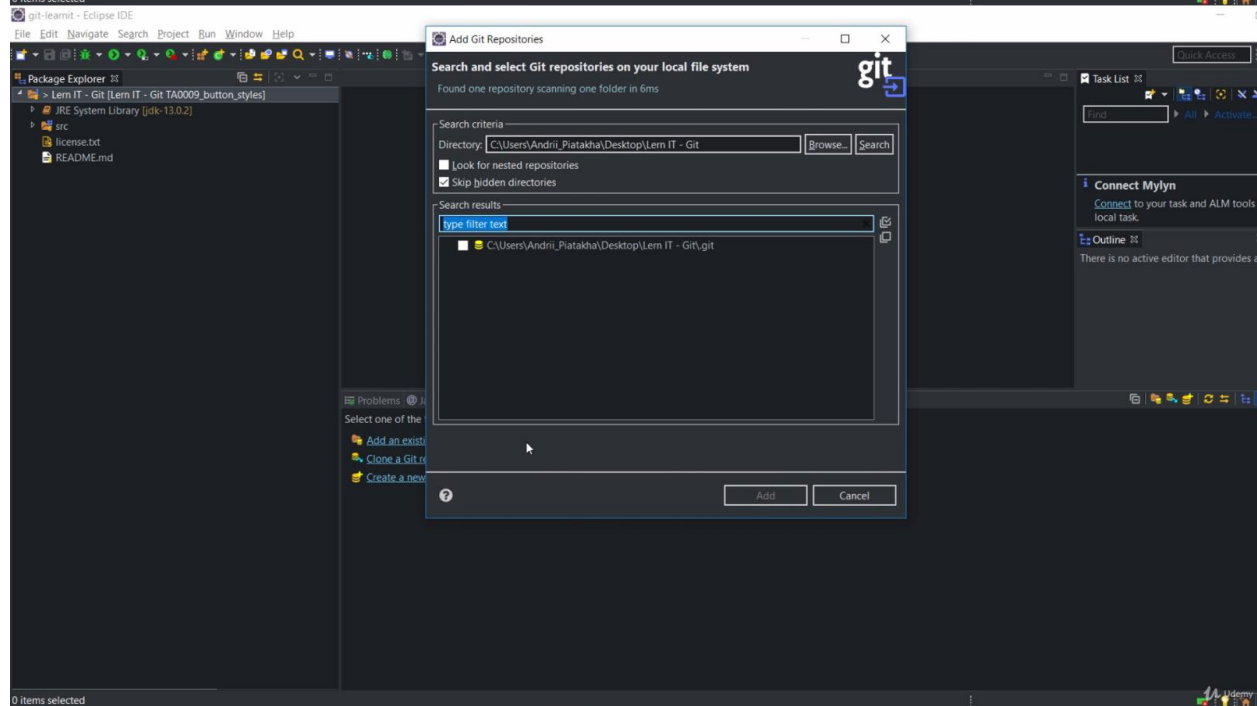 0 items selected
git-learnit - Eclipse IDE
File Edit Navigate Search Project Run Window Help
Quick Access
Package Explorer
> Lern IT - Git [Lern IT - Git TA0009_button_styles]
JRE System Library [jdk-13.0.2]
src
license.txt
README.md
Add Git Repositories
Search and select Git repositories on your local file system
git
Found one repository scanning one folder in 6ms
Search criteria
Directory: C:\Users\Andrii_Piatakha\Desktop\Lern IT - Git Browse... Search
Look for nested repositories
Skip hidden directories
Search results
type filter text
C:\Users\Andrii_Piatakha\Desktop\Lern IT - Git\.git
Add Cancel
Task List
Find All Activate...
Connect Mylyn
Connect to your task and ALM tools
local task.
Outline
There is no active editor that provides a
Problems @ Ja
Select one of the
Add an existi
Clone a Git re
Create a new
0 items selected
Udemy